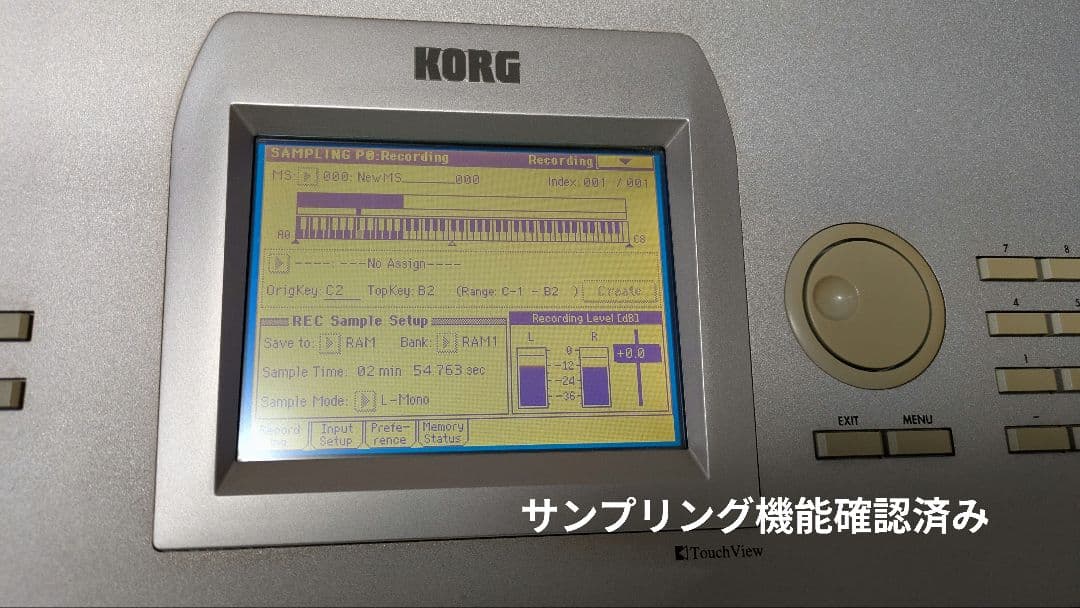 KORG
SAMPLING P0:Recording Recording
MS: 000: NewMS________000 Index: 001 / 001
A0 C8
----: ---No Assign----
OrigKey: C2 TopKey: B2 (Range: C-1 - B2 ) Create
REC Sample Setup Recording Level [dB]
Save to: RAM Bank: RAM1 L R
Sample Time: 02 min 54.763 sec
Sample Mode: L-Mono
0
-12
-24
-36
+0.0
Recording Input Setup Prefe-rence Memory Status
7 8
4 5
1
EXIT MENU -
サンプリング機能確認済み
TouchView